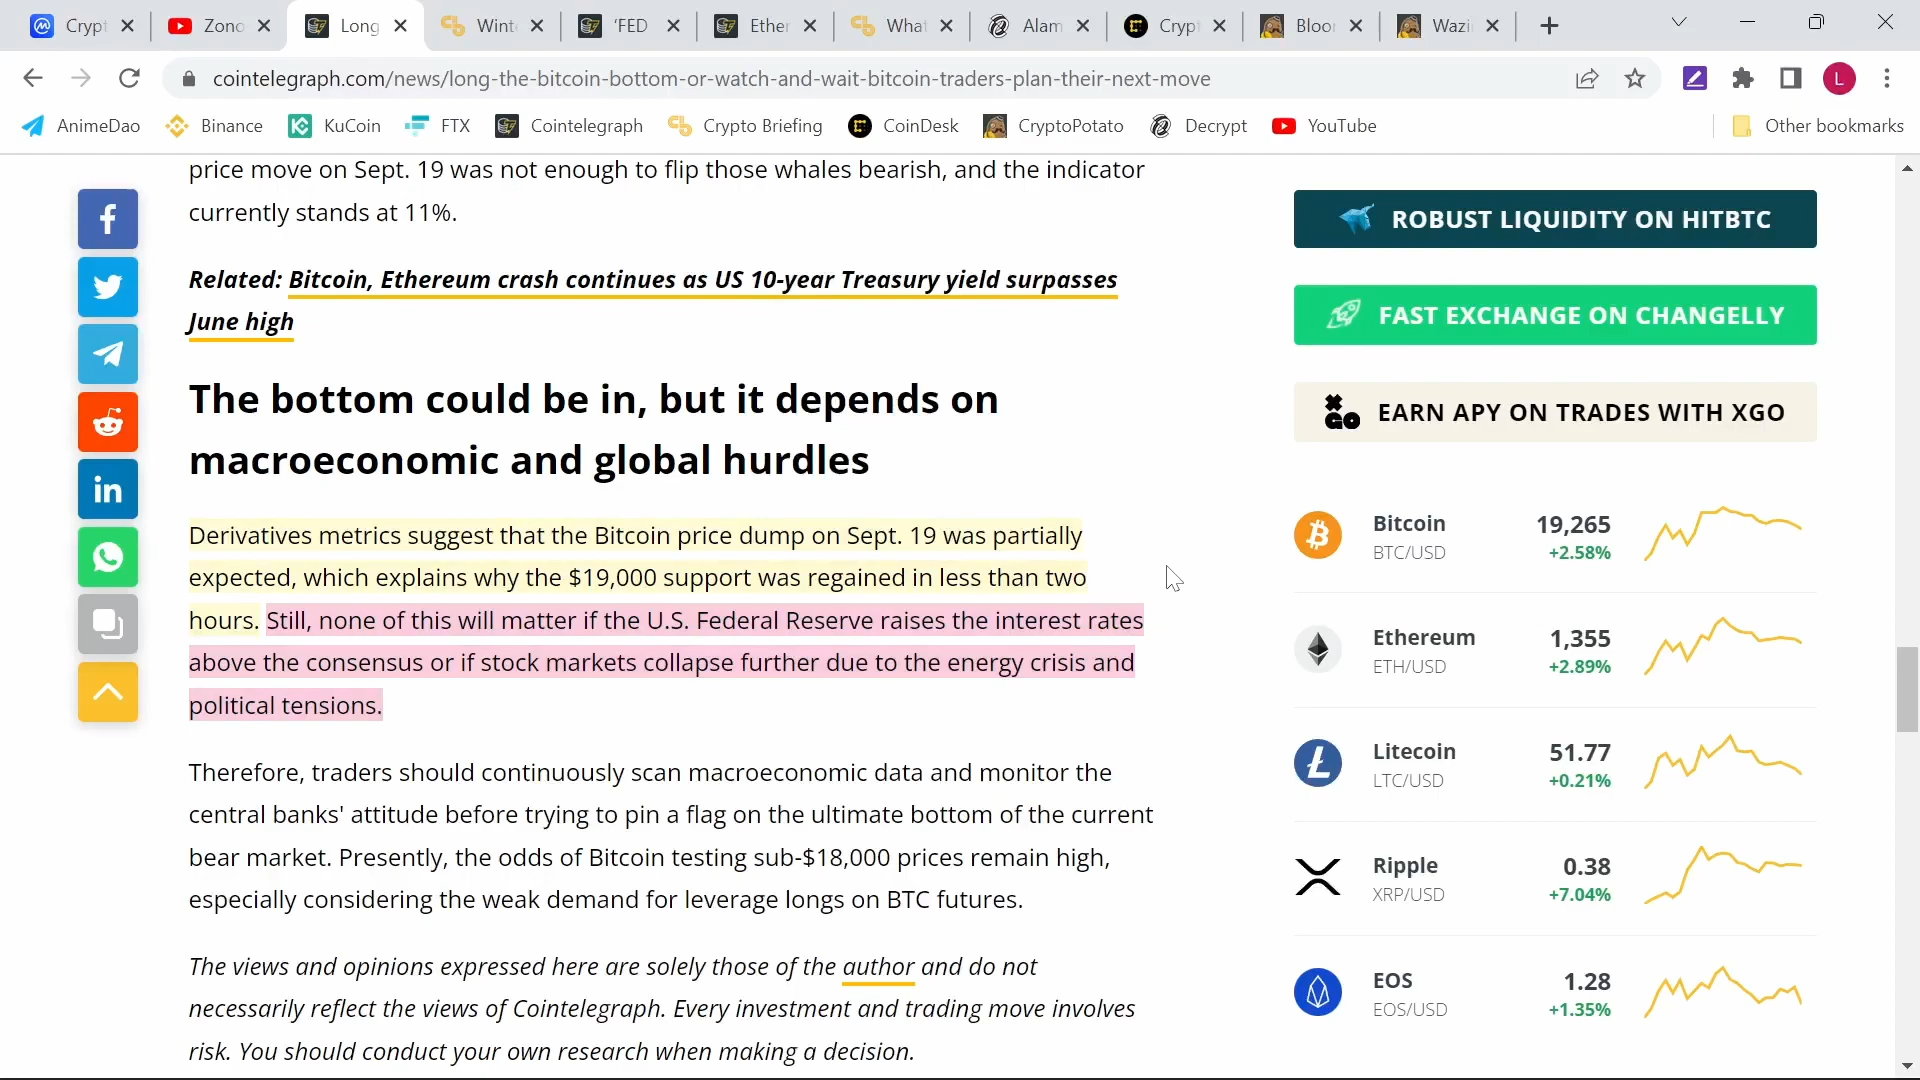 Crypt
Zono
Long
Wint
'FED
Ether
What
Alam
Crypt
Bloo
Wazi
cointelegraph.com/news/long-the-bitcoin-bottom-or-watch-and-wait-bitcoin-traders-plan-their-next-move
L
AnimeDao
Binance
KuCoin
FTX
Cointelegraph
Crypto Briefing
CoinDesk
CryptoPotato
Decrypt
YouTube
Other bookmarks
price move on Sept. 19 was not enough to flip those whales bearish, and the indicator
currently stands at 11%.
Related: Bitcoin, Ethereum crash continues as US 10-year Treasury yield surpasses
June high
The bottom could be in, but it depends on
macroeconomic and global hurdles
Derivatives metrics suggest that the Bitcoin price dump on Sept. 19 was partially
expected, which explains why the $19,000 support was regained in less than two
hours. Still, none of this will matter if the U.S. Federal Reserve raises the interest rates
above the consensus or if stock markets collapse further due to the energy crisis and
political tensions.
Therefore, traders should continuously scan macroeconomic data and monitor the
central banks' attitude before trying to pin a flag on the ultimate bottom of the current
bear market. Presently, the odds of Bitcoin testing sub-$18,000 prices remain high,
especially considering the weak demand for leverage longs on BTC futures.
The views and opinions expressed here are solely those of the author and do not
necessarily reflect the views of Cointelegraph. Every investment and trading move involves
risk. You should conduct your own research when making a decision.
ROBUST LIQUIDITY ON HITBTC
FAST EXCHANGE ON CHANGELLY
EARN APY ON TRADES WITH XGO
Bitcoin 19,265
BTC/USD +2.58%
Ethereum 1,355
ETH/USD +2.89%
Litecoin 51.77
LTC/USD +0.21%
Ripple 0.38
XRP/USD +7.04%
EOS 1.28
EOS/USD +1.35%